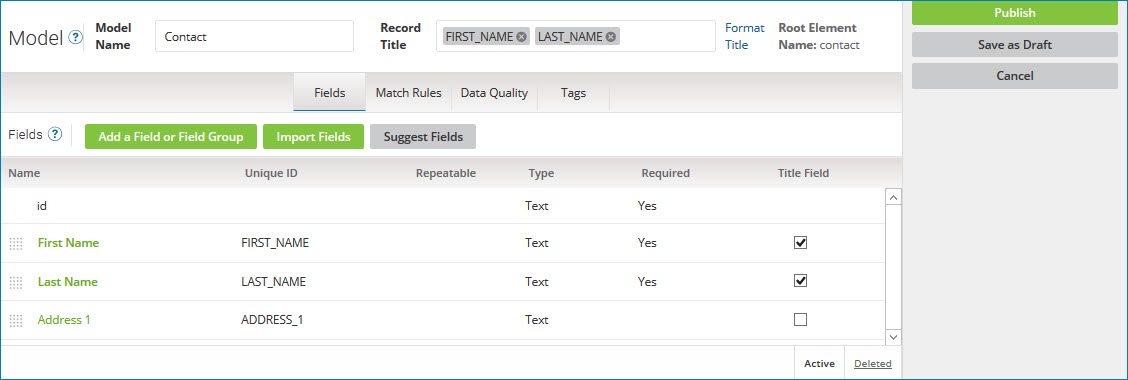 Model ?
Model Name
Contact
Record Title
FIRST_NAME LAST_NAME
Format Title
Root Element Name: contact
Publish
Save as Draft
Cancel
Fields Match Rules Data Quality Tags
Fields ? Add a Field or Field Group Import Fields Suggest Fields
Name Unique ID Repeatable Type Required Title Field
id Text Yes
First Name FIRST_NAME Text Yes
Last Name LAST_NAME Text Yes
Address 1 ADDRESS_1 Text
Active Deleted